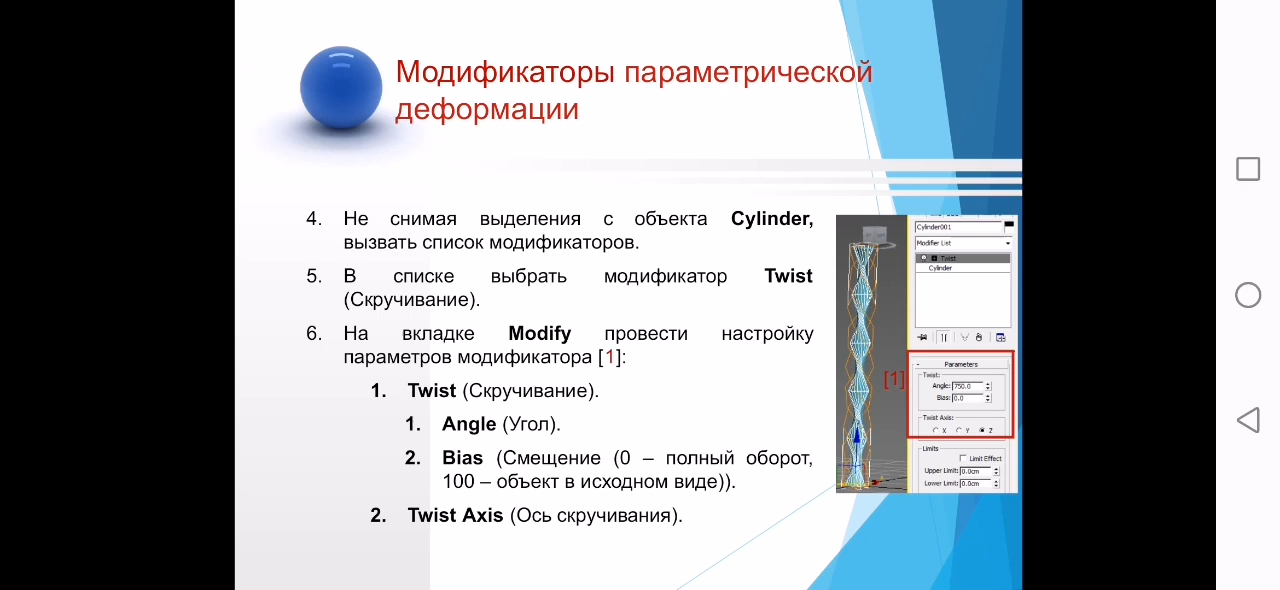 Модификаторы параметрической
деформации
4. Не снимая выделения с объекта Cylinder,
вызвать список модификаторов.
5. В списке выбрать модификатор Twist
(Скручивание).
6. На вкладке Modify провести настройку
параметров модификатора [1]:
1. Twist (Скручивание).
1. Angle (Угол).
2. Bias (Смещение (0 – полный оборот,
100 – объект в исходном виде)).
2. Twist Axis (Ось скручивания).
Cylinder001
Modifier List
Twist
Cylinder
[1]
- Parameters
Twist:
Angle: 750.0
Bias: 0.0
Twist Axis:
X Y Z
Limits
Limit Effect
Upper Limit: 0.0cm
Lower Limit: 0.0cm